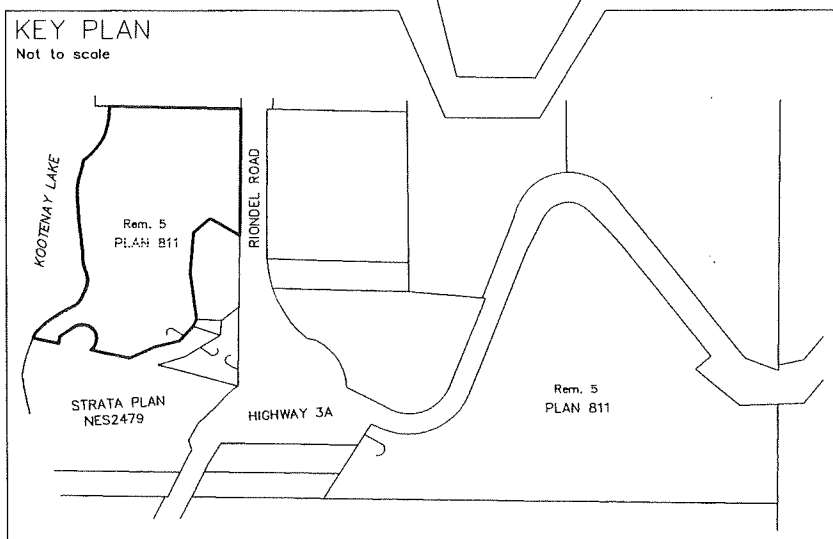 KEY PLAN
Not to scale
KOOTENAY LAKE
Rem. 5
PLAN 811
RIONDEL ROAD
STRATA PLAN
NES2479
HIGHWAY 3A
Rem. 5
PLAN 811